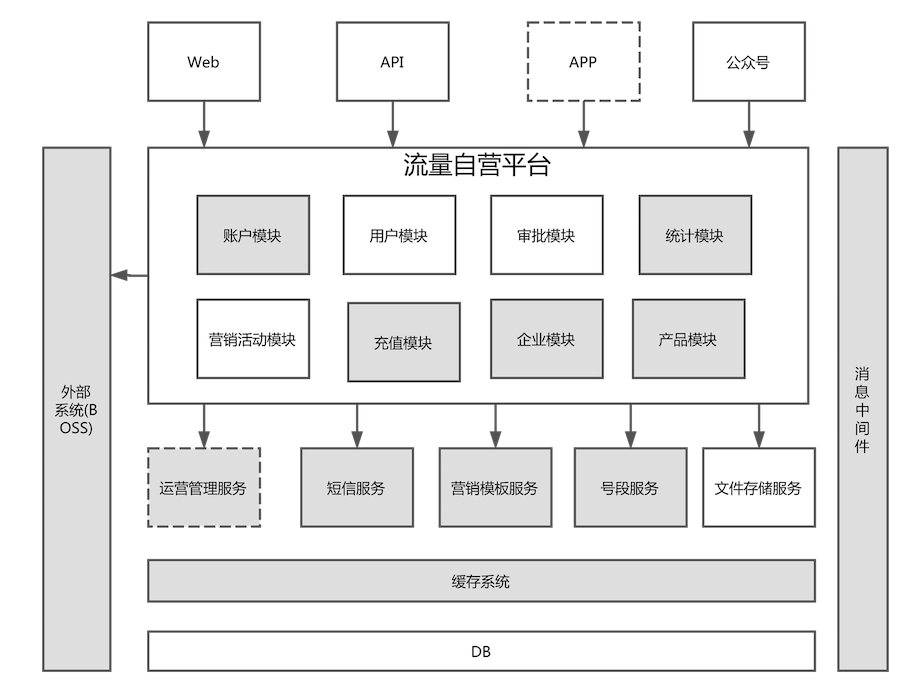 Web
API
APP
公众号
流量自营平台
账户模块
用户模块
审批模块
统计模块
营销活动模块
充值模块
企业模块
产品模块
外部
系统(B
OSS)
消
息
中
间
件
运营管理服务
短信服务
营销模板服务
号段服务
文件存储服务
缓存系统
DB